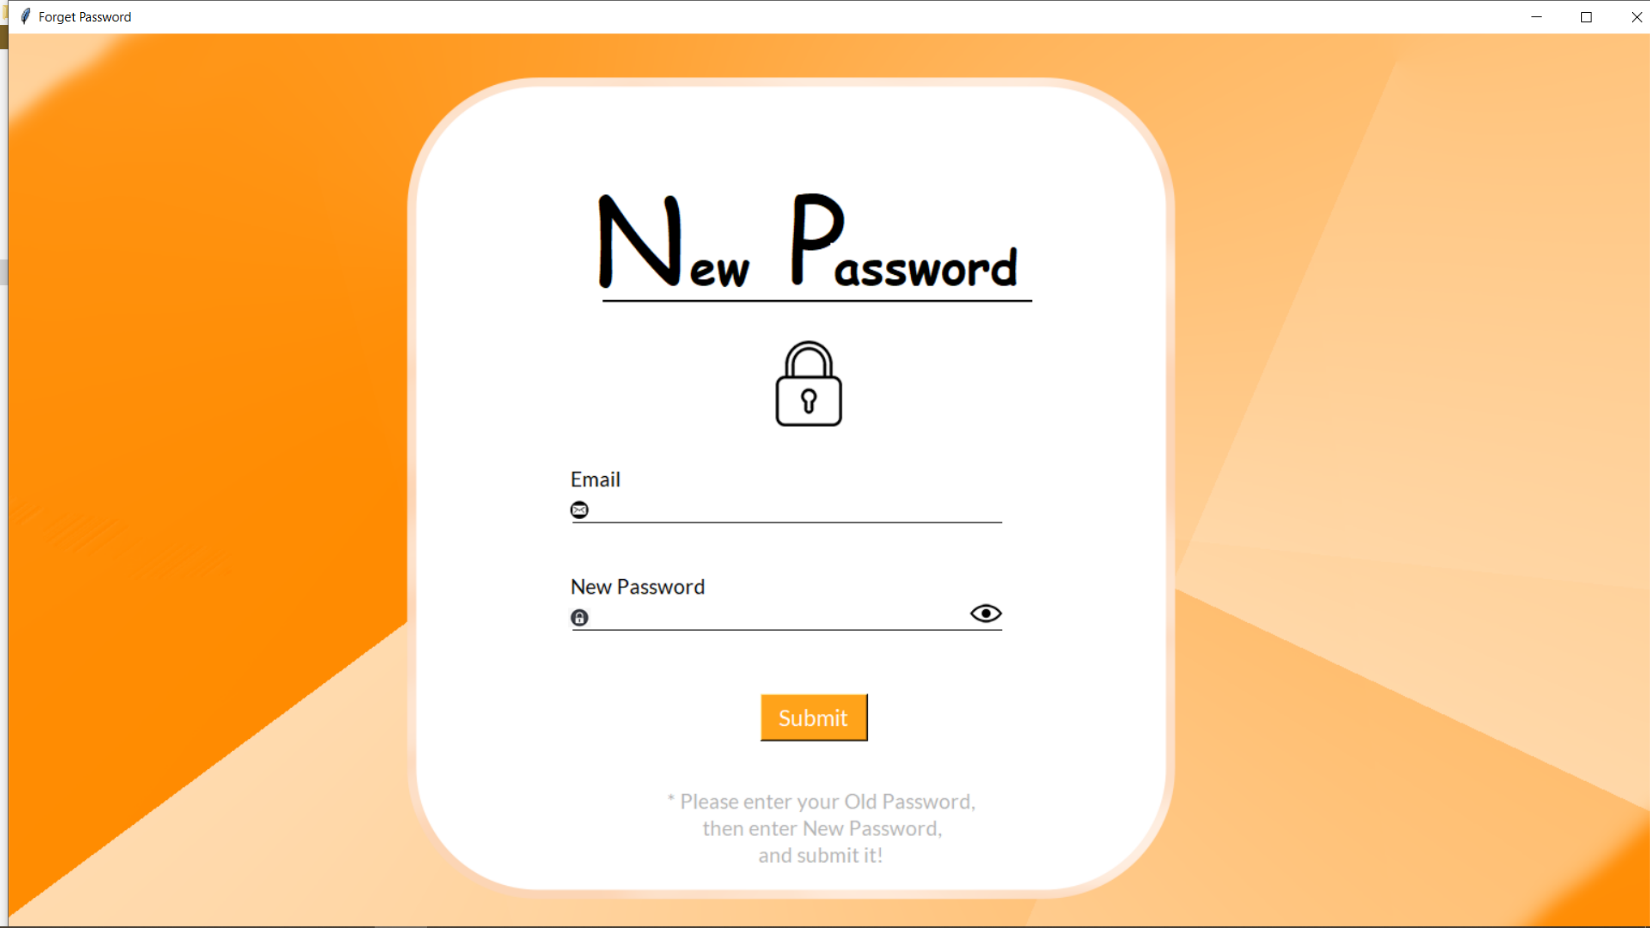 Forget Password
New Password
Email
New Password
Submit
* Please enter your Old Password,
then enter New Password,
and submit it!